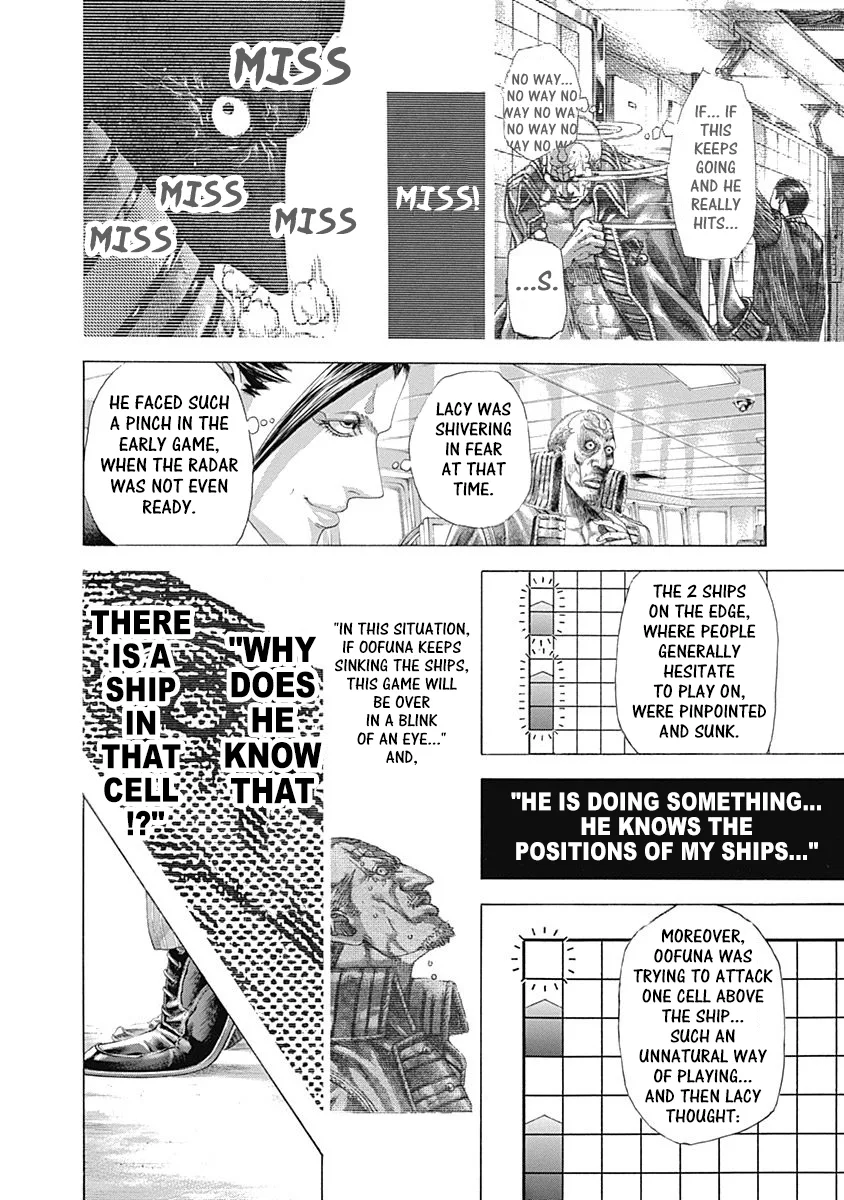 IF... IF
THIS
KEEPS
GOING
AND HE
REALLY
HITS...
NO WAY...
NO WAY NO
WAY NO WAY
NO WAY NO
WAY NO WAY
NO WAY NO
...S.
MISS!
MISS
MISS
MISS
MISS
LACY WAS
SHIVERING
IN FEAR
AT THAT
TIME.
HE FACED SUCH
A PINCH IN THE
EARLY GAME,
WHEN THE RADAR
WAS NOT EVEN
READY.
THE 2 SHIPS
ON THE EDGE,
WHERE PEOPLE
GENERALLY
HESITATE
TO PLAY ON,
WERE PINPOINTED
AND SUNK.
"HE IS DOING SOMETHING...
HE KNOWS THE
POSITIONS OF MY SHIPS..."
MOREOVER,
OOFUNA WAS
TRYING TO ATTACK
ONE CELL ABOVE
THE SHIP...
SUCH AN
UNNATURAL WAY
OF PLAYING...
AND THEN LACY
THOUGHT:
"IN THIS SITUATION,
IF OOFUNA KEEPS
SINKING THE SHIPS,
THIS GAME WILL
BE OVER
IN A BLINK
OF AN EYE..."
AND,
"WHY
DOES
HE
KNOW
THAT
THERE
IS A
SHIP
IN
THAT
CELL
!?"